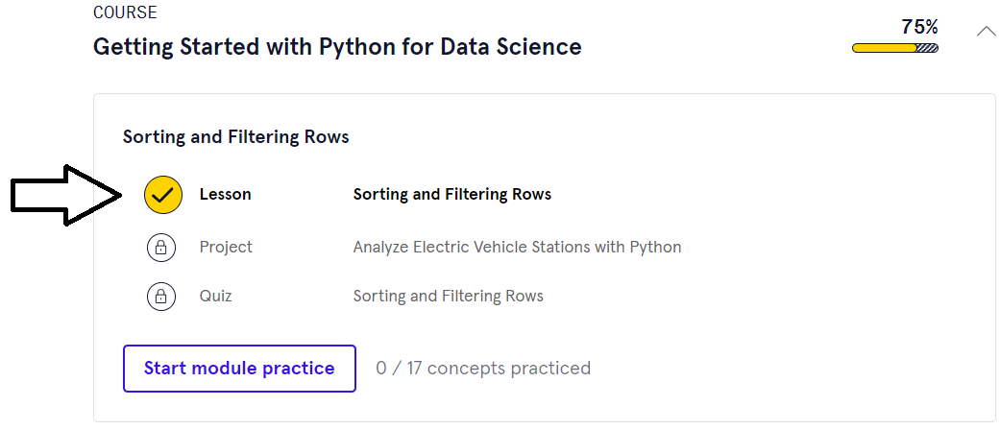 COURSE
Getting Started with Python for Data Science
75%
Sorting and Filtering Rows
Lesson Sorting and Filtering Rows
Project Analyze Electric Vehicle Stations with Python
Quiz Sorting and Filtering Rows
Start module practice 0 / 17 concepts practiced